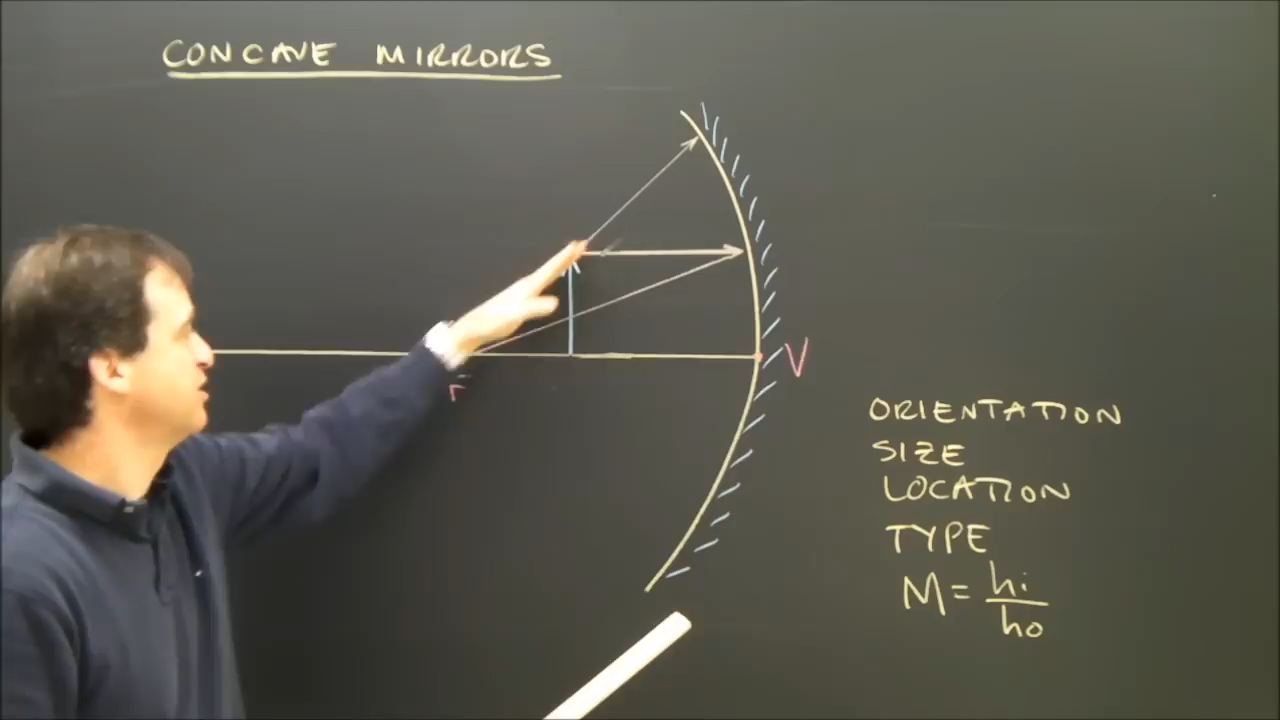 CONCAVE MIRRORS
V
ORIENTATION
SIZE
LOCATION
TYPE
M = hi/ho